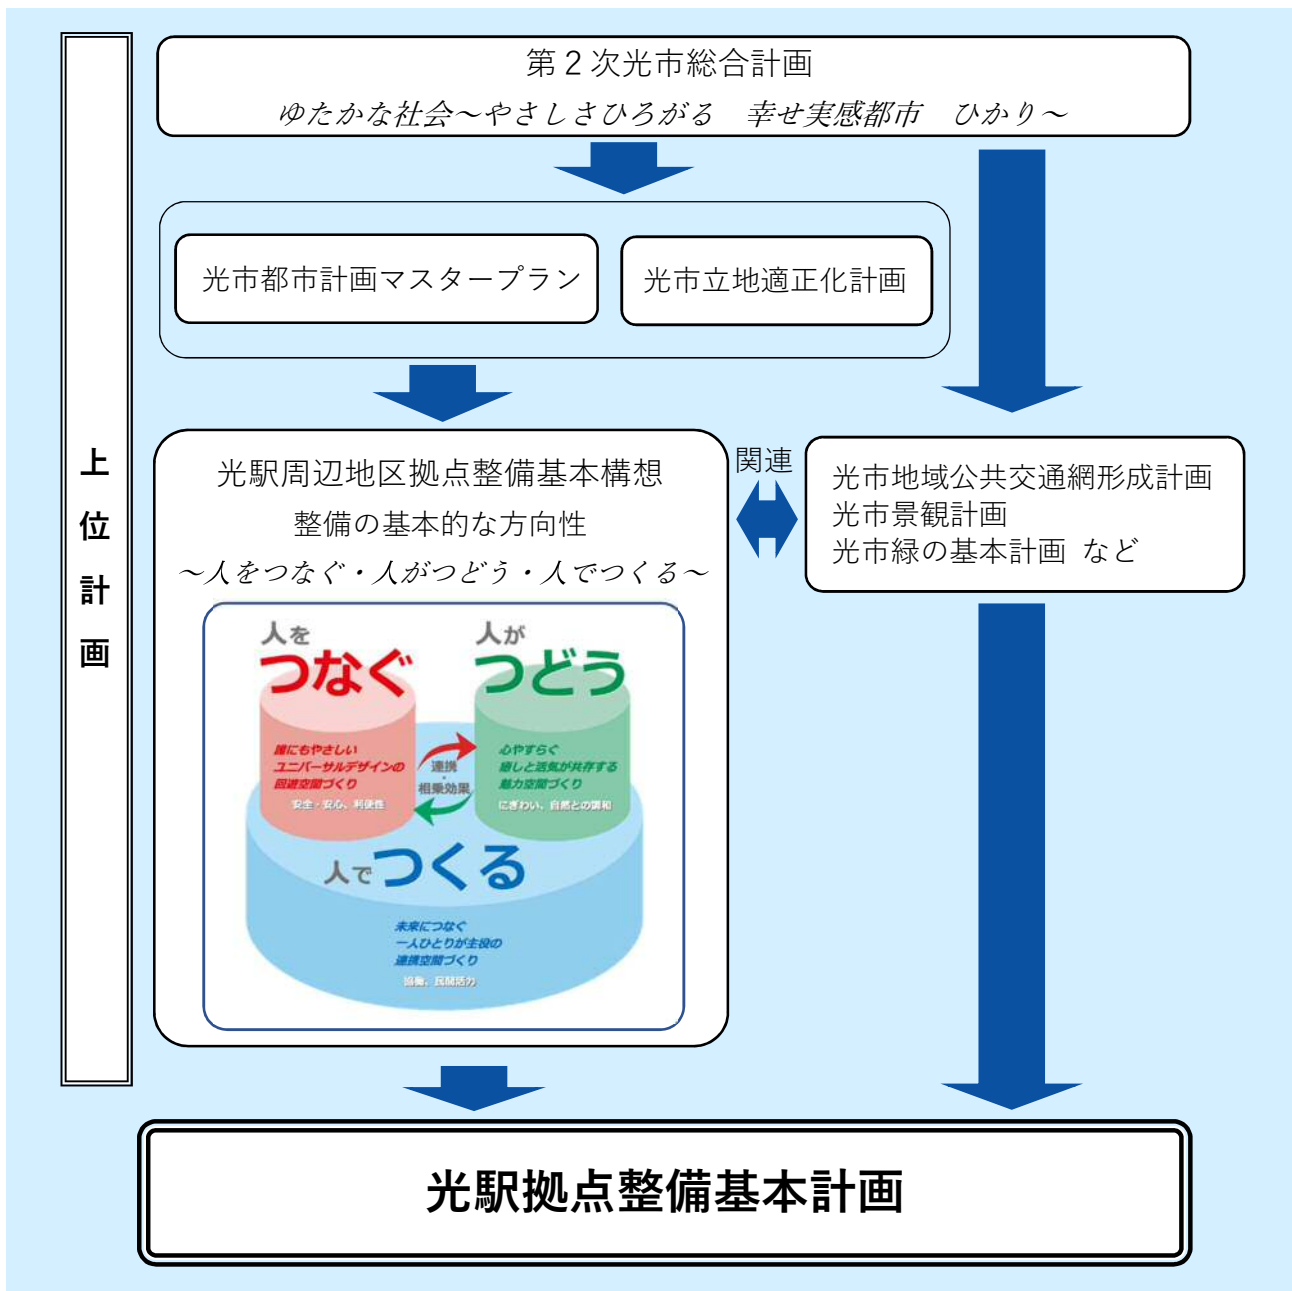 上位計画
第２次光市総合計画
ゆたかな社会～やさしさひろがる　幸せ実感都市　ひかり～
光市都市計画マスタープラン
光市立地適正化計画
光駅周辺地区拠点整備基本構想
整備の基本的な方向性
～人をつなぐ・人がつどう・人でつくる～
関連
光市地域公共交通網形成計画
光市景観計画
光市緑の基本計画 など
人を
つなぐ
誰にもやさしい
ユニバーサルデザインの
回遊空間づくり
安全・安心、利便性
人が
つどう
心やすらぐ
癒しと活気が共存する
魅力空間づくり
にぎわい、自然との調和
連携
・
相乗効果
人でつくる
未来につなぐ
一人ひとりが主役の
連携空間づくり
協働、民間活力
光駅拠点整備基本計画